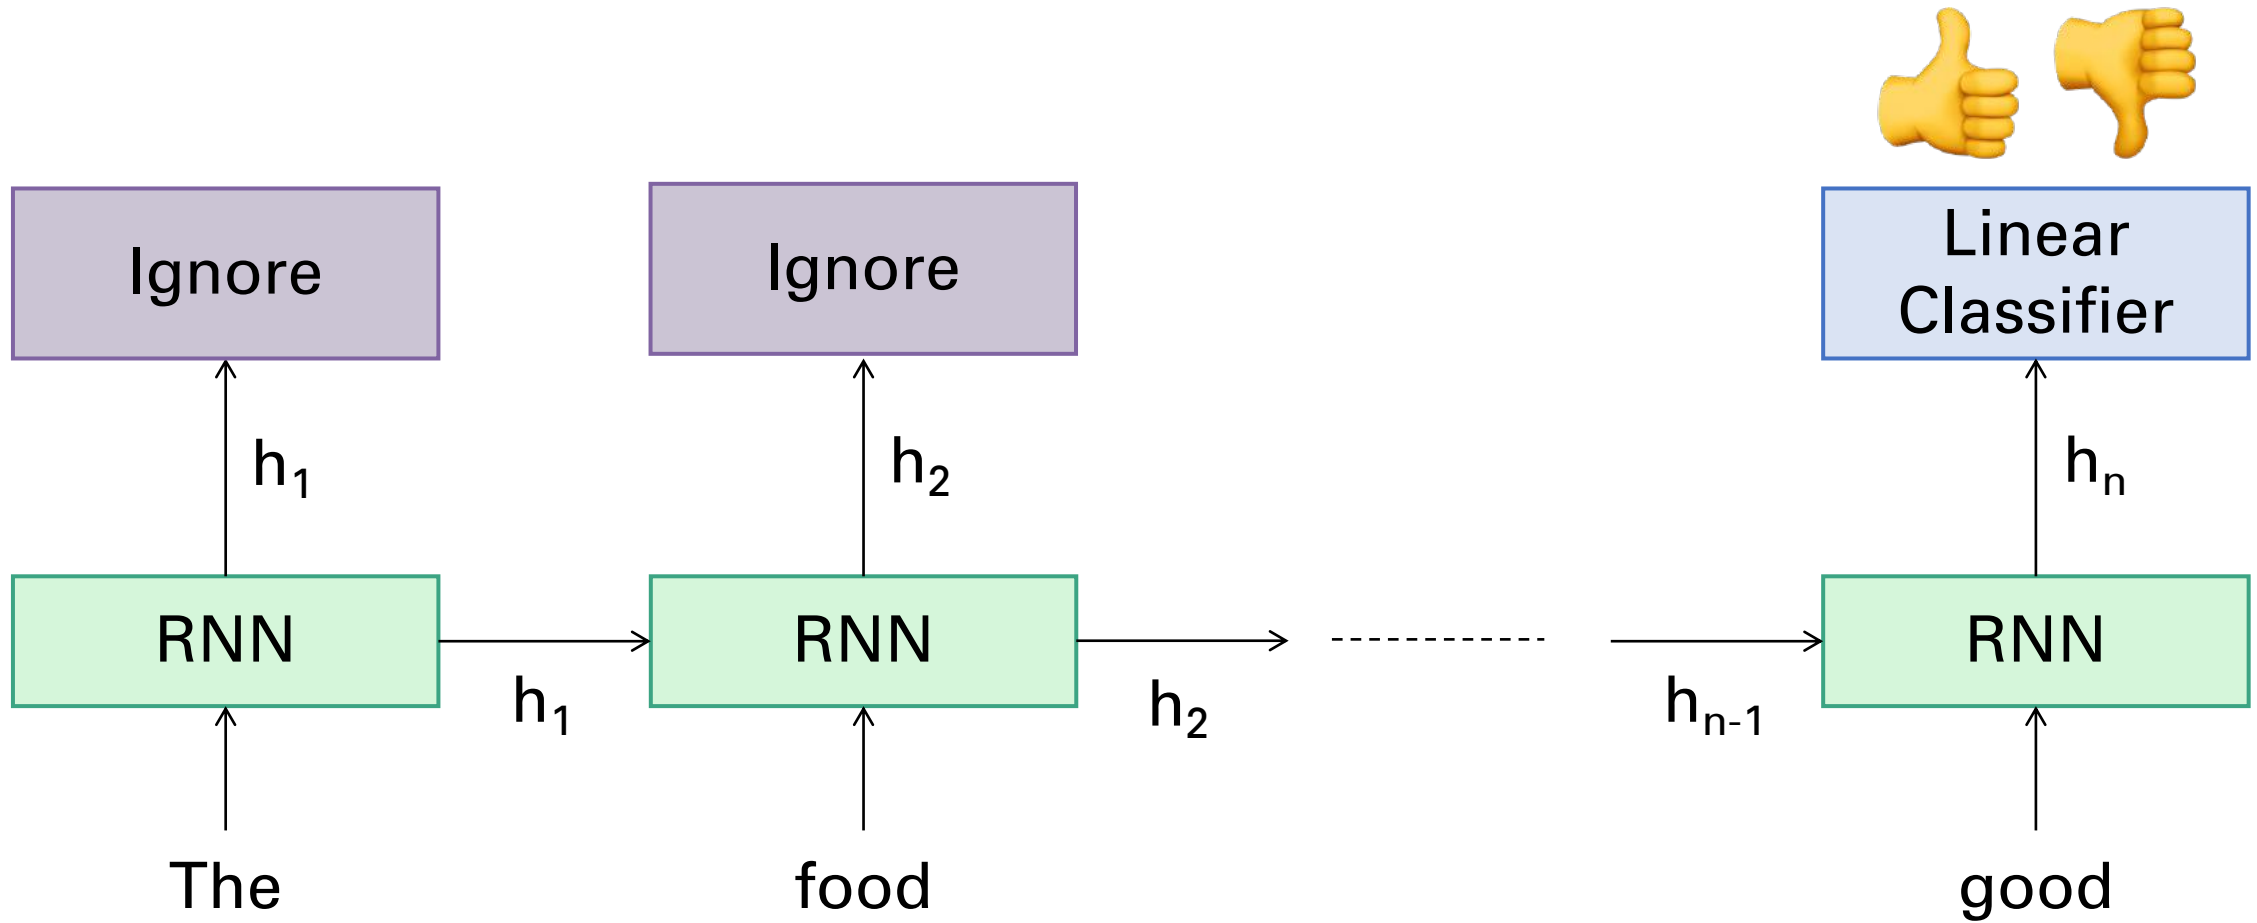 Ignore
Ignore
Linear
Classifier
h₁
h₂
hₙ
RNN
RNN
RNN
h₁
h₂
hₙ₋₁
The
food
good